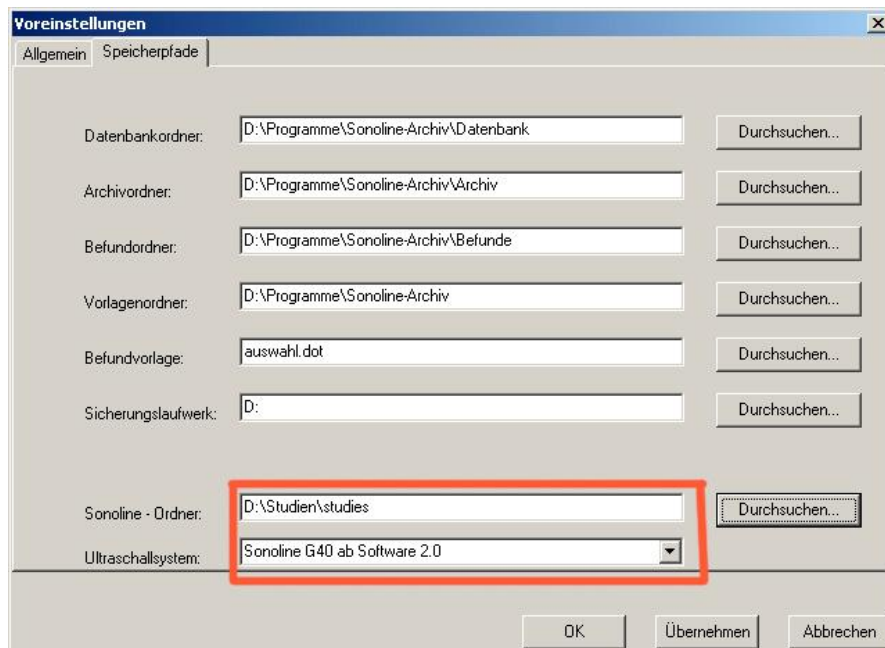 Voreinstellungen
Allgemein Speicherpfade
Datenbankordner: D:\Programme\Sonoline-Archiv\Datenbank Durchsuchen...
Archivordner: D:\Programme\Sonoline-Archiv\Archiv Durchsuchen...
Befundordner: D:\Programme\Sonoline-Archiv\Befunde Durchsuchen...
Vorlagenordner: D:\Programme\Sonoline-Archiv Durchsuchen...
Befundvorlage: auswahl.dot Durchsuchen...
Sicherungslaufwerk: D: Durchsuchen...
Sonoline - Ordner: D:\Studien\studies Durchsuchen...
Ultraschallsystem: Sonoline G40 ab Software 2.0
OK Übernehmen Abbrechen